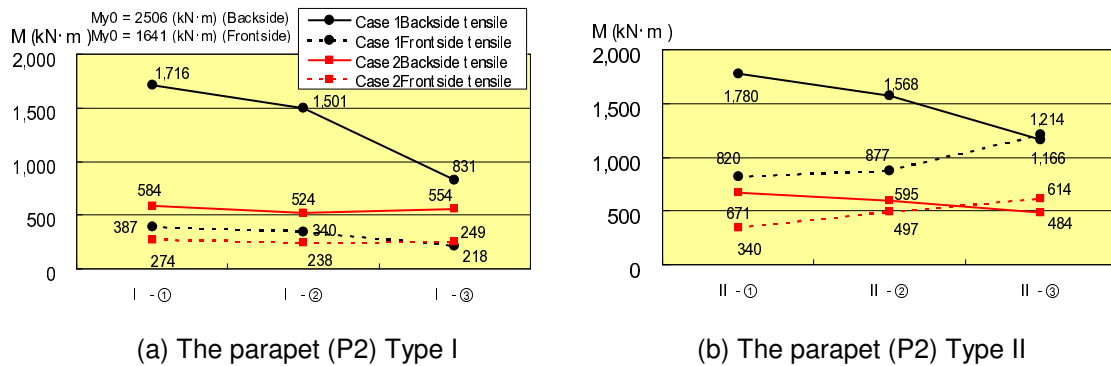 My0 = 2506 (kN·m) (Backside)
My0 = 1641 (kN·m) (Frontside)
M (kN·m)
Case 1Backside tensile
Case 1Frontside tensile
Case 2Backside tensile
Case 2Frontside tensile
2,000
1,500
1,000
500
0
1,716
1,501
831
584
524
554
387
340
249
274
238
218
I -①
I -②
I -③
(a) The parapet (P2) Type I
M (kN·m)
2,000
1,500
1,000
500
0
1,780
1,568
1,214
820
877
1,166
671
595
614
340
497
484
II -①
II -②
II -③
(b) The parapet (P2) Type II